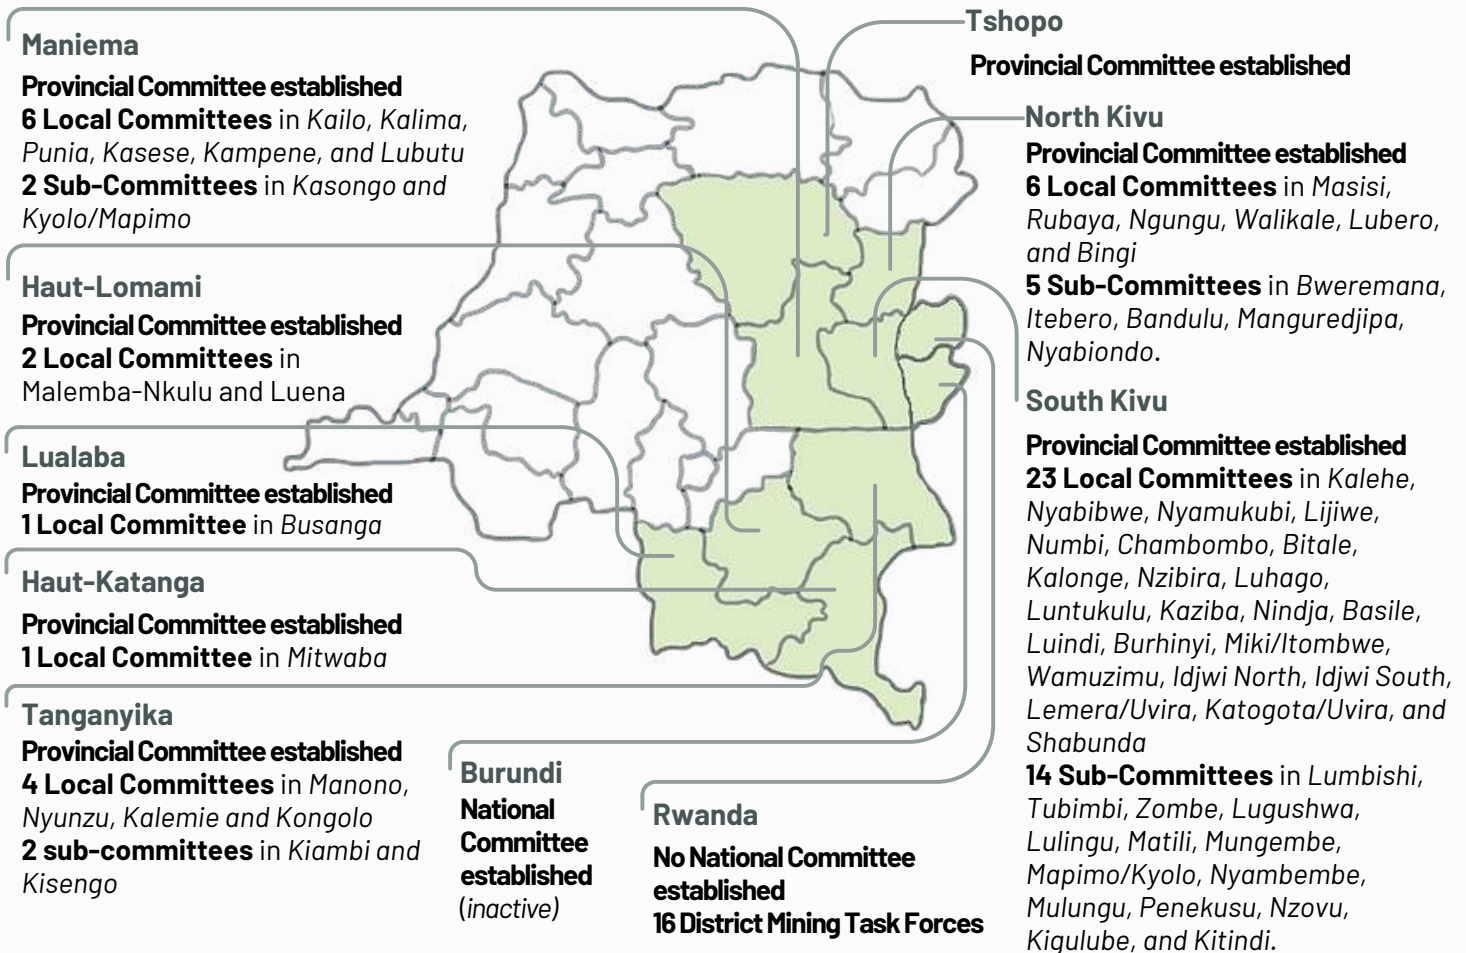 Maniema
Provincial Committee established
6 Local Committees in Kailo, Kalima,
Punia, Kasese, Kampene, and Lubutu
2 Sub-Committees in Kasongo and
Kyolo/Mapimo
Haut-Lomami
Provincial Committee established
2 Local Committees in
Malemba-Nkulu and Luena
Lualaba
Provincial Committee established
1 Local Committee in Busanga
Haut-Katanga
Provincial Committee established
1 Local Committee in Mitwaba
Tanganyika
Provincial Committee established
4 Local Committees in Manono,
Nyunzu, Kalemie and Kongolo
2 sub-committees in Kiambi and
Kisengo
Burundi
National
Committee
established
(inactive)
Rwanda
No National Committee
established
16 District Mining Task Forces
Tshopo
Provincial Committee established
North Kivu
Provincial Committee established
6 Local Committees in Masisi,
Rubaya, Ngungu, Walikale, Lubero,
and Bingi
5 Sub-Committees in Bweremana,
Itebero, Bandulu, Manguredjipa,
Nyabiondo.
South Kivu
Provincial Committee established
23 Local Committees in Kalehe,
Nyabibwe, Nyamukubi, Lijiwe,
Numbi, Chambombo, Bitale,
Kalonge, Nzibira, Luhago,
Luntukulu, Kaziba, Nindja, Basile,
Luindi, Burhinyi, Miki/Itombwe,
Wamuzimu, Idjwi North, Idjwi South,
Lemera/Uvira, Katogota/Uvira, and
Shabunda
14 Sub-Committees in Lumbishi,
Tubimbi, Zombe, Lugushwa,
Lulingu, Matili, Mungembe,
Mapimo/Kyolo, Nyambembe,
Mulungu, Penekusu, Nzovu,
Kigulube, and Kitindi.